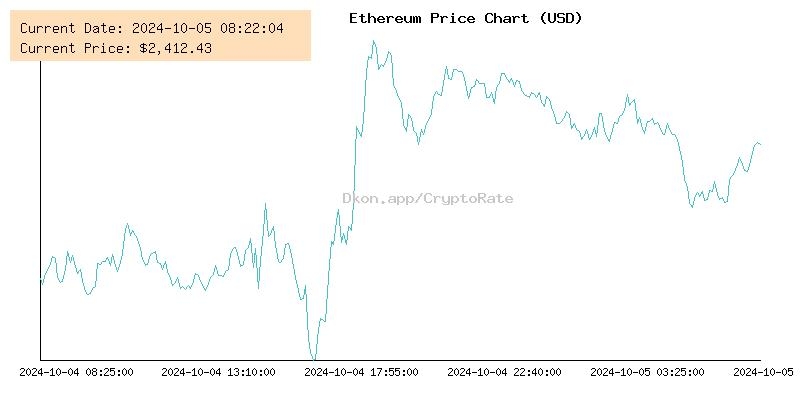 Ethereum Price Chart (USD)
Current Date: 2024-10-05 08:22:04
Current Price: $2,412.43
Dkon.app/CryptoRate
2024-10-04 08:25:00 2024-10-04 13:10:00 2024-10-04 17:55:00 2024-10-04 22:40:00 2024-10-05 03:25:00 2024-10-05